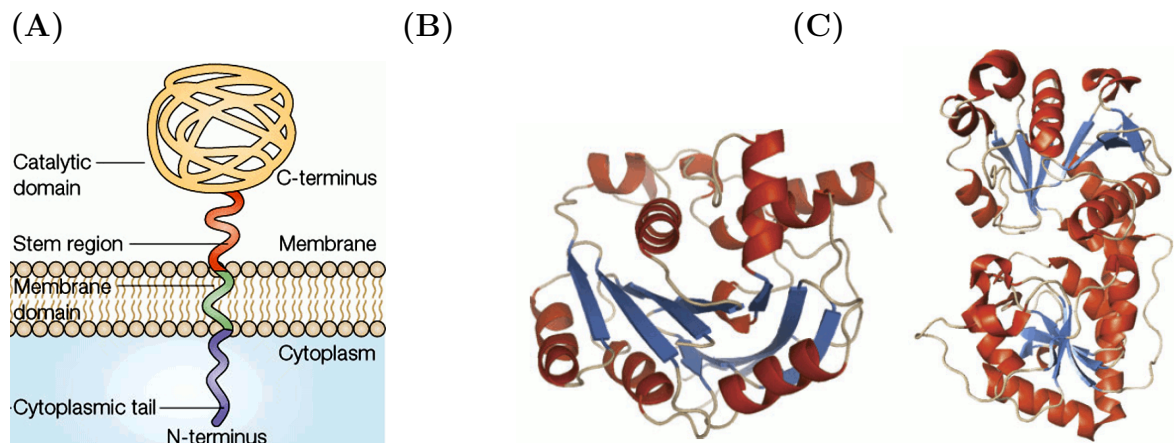 (A)
(B)
(C)
Catalytic
domain
C-terminus
Stem region
Membrane
Membrane
domain
Cytoplasm
Cytoplasmic tail
N-terminus